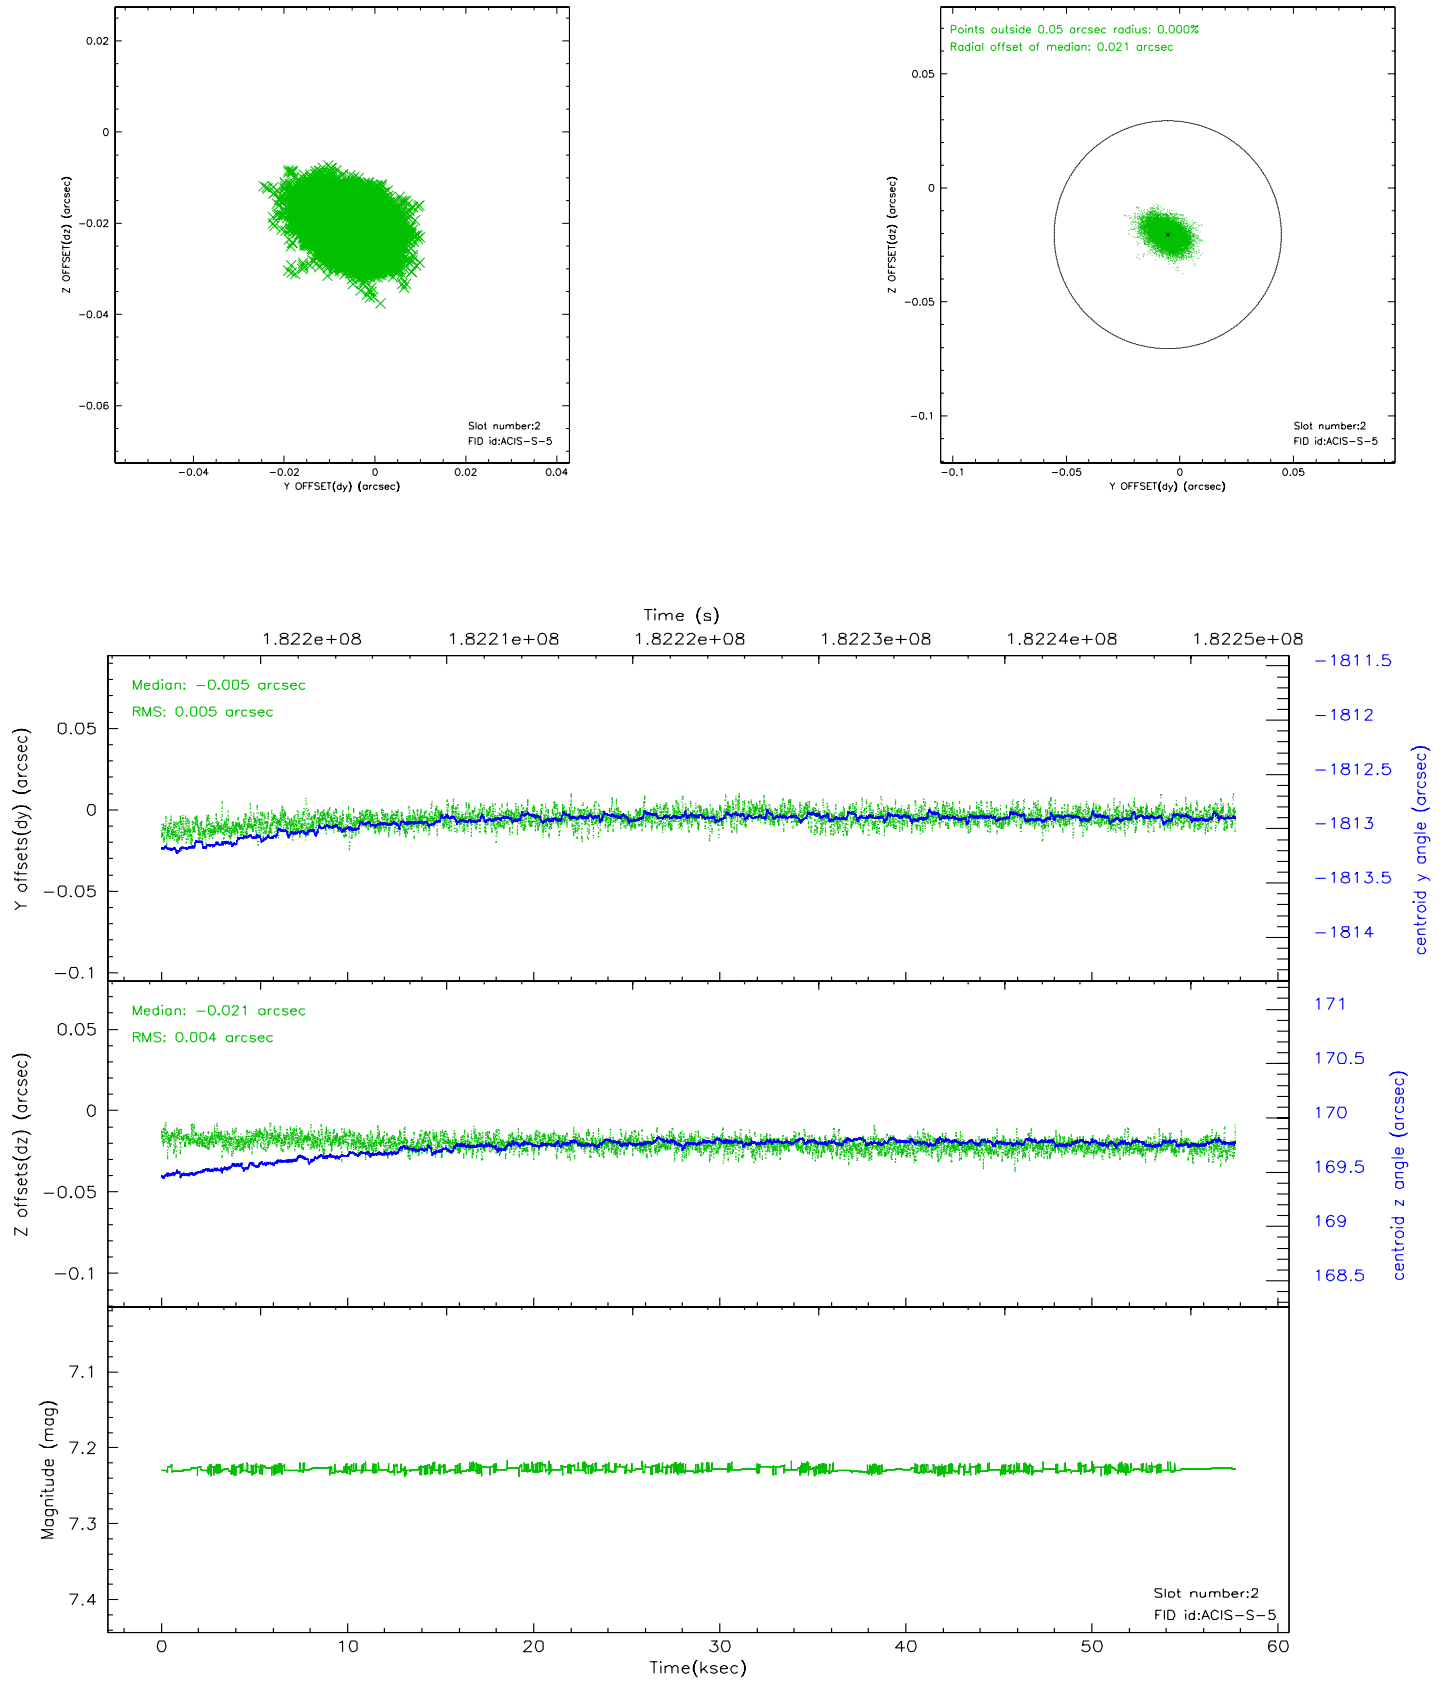 0.02
0
-0.02
-0.04
-0.06
Z OFFSET(dz) (arcsec)
Slot number:2
FID id:ACIS-S-5
-0.04 -0.02 0 0.02 0.04
Y OFFSET(dy) (arcsec)
Points outside 0.05 arcsec radius: 0.000%
Radial offset of median: 0.021 arcsec
0.05
0
-0.05
-0.1
Z OFFSET(dz) (arcsec)
Slot number:2
FID id:ACIS-S-5
-0.1 -0.05 0 0.05
Y OFFSET(dy) (arcsec)
Time (s)
1.822e+08 1.8221e+08 1.8222e+08 1.8223e+08 1.8224e+08 1.8225e+08
Median: -0.005 arcsec
RMS: 0.005 arcsec
0.05
0
-0.05
-0.1
Y offsets(dy) (arcsec)
-1811.5
-1812
-1812.5
-1813
-1813.5
-1814
centroid y angle (arcsec)
Median: -0.021 arcsec
RMS: 0.004 arcsec
0.05
0
-0.05
-0.1
Z offsets(dz) (arcsec)
171
170.5
170
169.5
169
168.5
centroid z angle (arcsec)
7.1
7.2
7.3
7.4
Magnitude (mag)
Slot number:2
FID id:ACIS-S-5
0 10 20 30 40 50 60
Time(ksec)